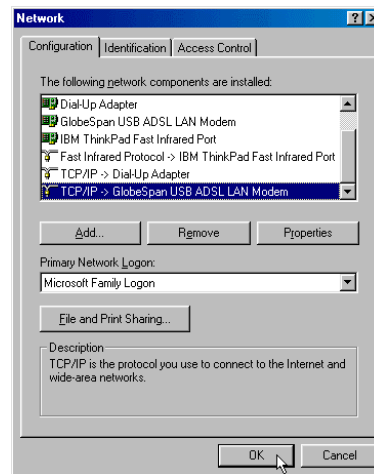 Network
Configuration Identification Access Control
The following network components are installed:
Dial-Up Adapter
GlobeSpan USB ADSL LAN Modem
IBM ThinkPad Fast Infrared Port
Fast Infrared Protocol -> IBM ThinkPad Fast Infrared Port
TCP/IP -> Dial-Up Adapter
TCP/IP -> GlobeSpan USB ADSL LAN Modem
Add... Remove Properties
Primary Network Logon:
Microsoft Family Logon
File and Print Sharing...
Description
TCP/IP is the protocol you use to connect to the Internet and
wide-area networks.
OK Cancel